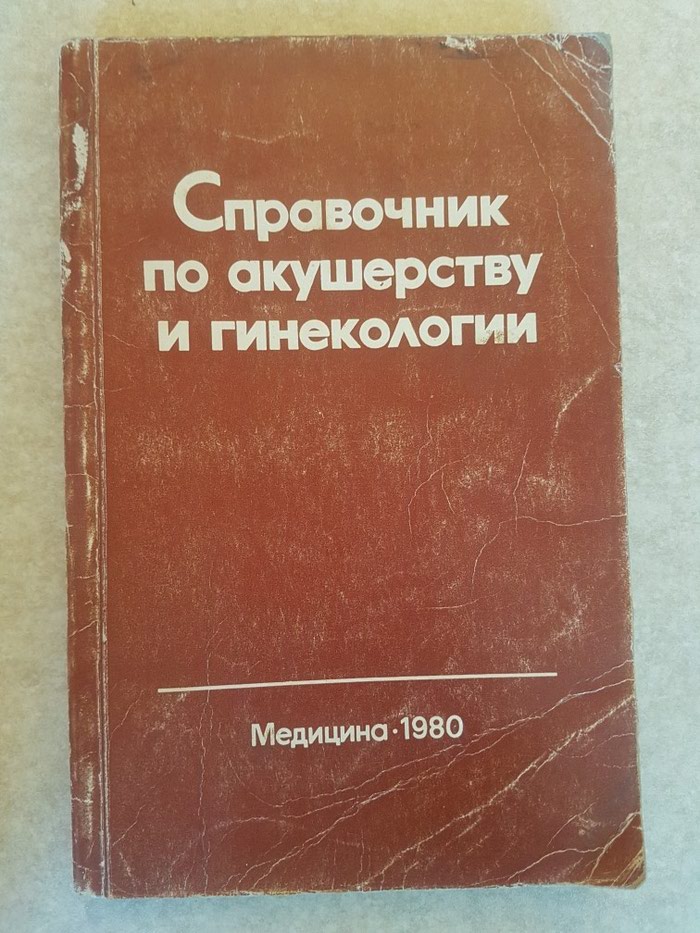 Справочник
по акушерству
и гинекологии
Медицина·1980